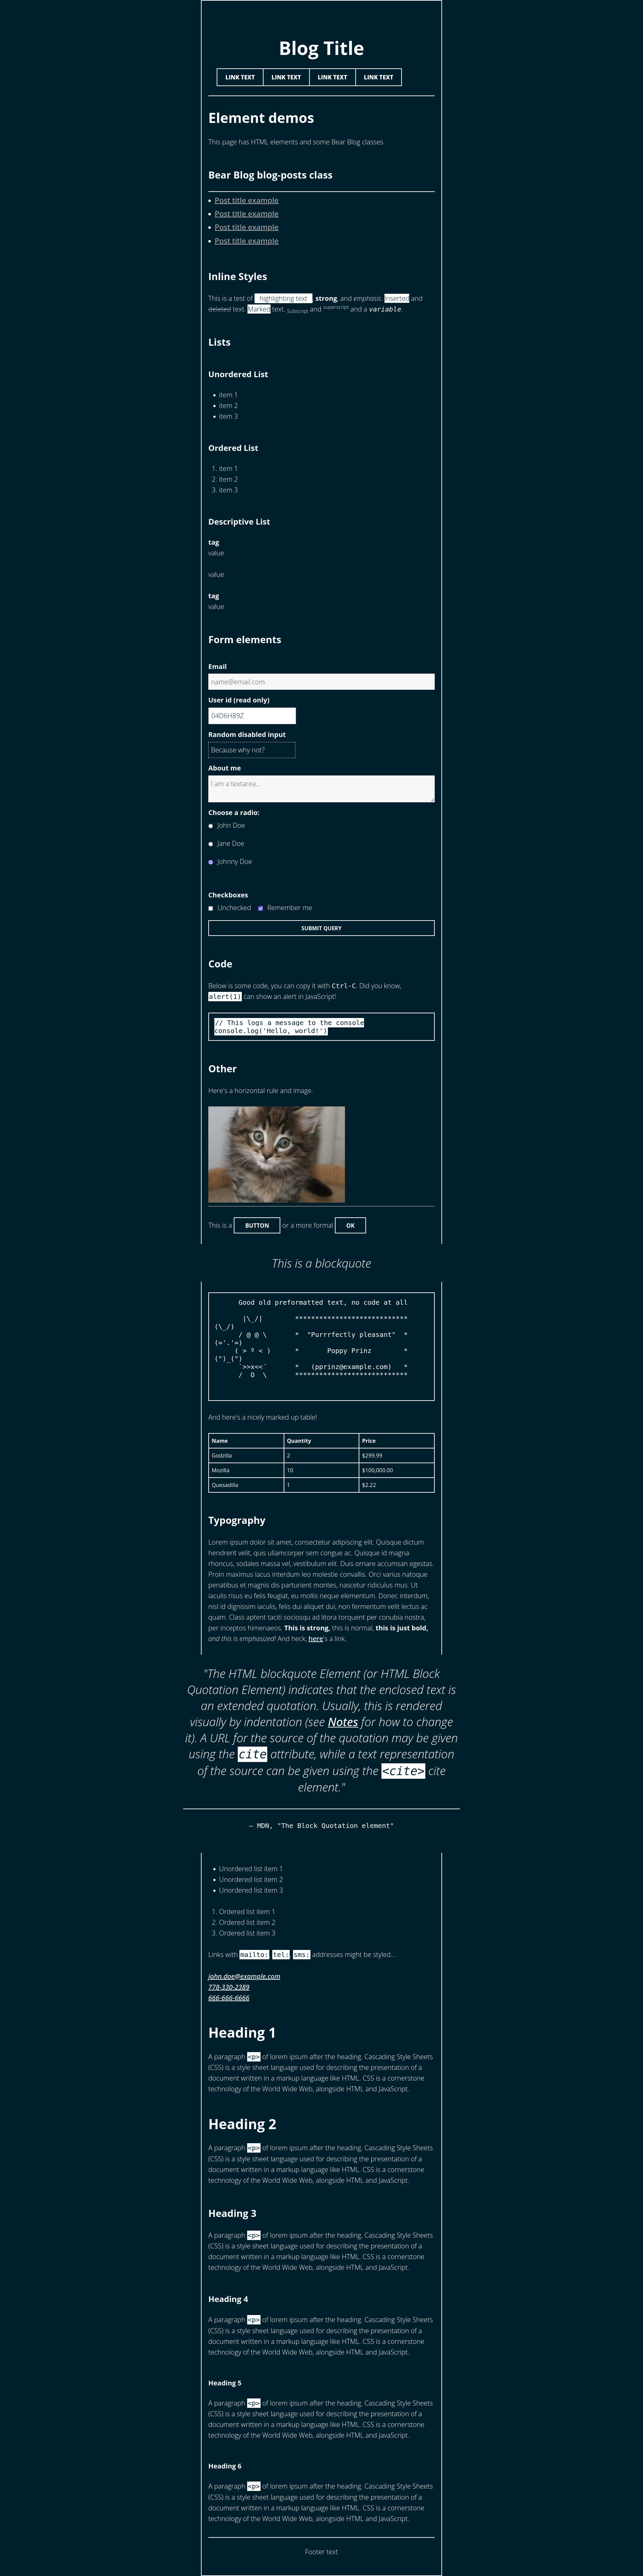 Blog Title
LINK TEXT LINK TEXT LINK TEXT LINK TEXT
Element demos
This page has HTML elements and some Bear Blog classes.
Bear Blog blog-posts class
Post title example
Post title example
Post title example
Post title example
Inline Styles
This is a test of highlighting text, strong, and emphasis. Inserted and
deleted text. Marked text. Subscript and superscript and a variable.
Lists
Unordered List
item 1
item 2
item 3
Ordered List
1. item 1
2. item 2
3. item 3
Descriptive List
tag
value
value
tag
value
Form elements
Email
name@email.com
User id (read only)
04D6H89Z
Random disabled input
Because why not?
About me
I am a textarea...
Choose a radio:
John Doe
Jane Doe
Johnny Doe
Checkboxes
Unchecked Remember me
SUBMIT QUERY
Code
Below is some code, you can copy it with Ctrl-C. Did you know,
alert(1) can show an alert in JavaScript!
// This logs a message to the console
console.log('Hello, world!')
Other
Here's a horizontal rule and image.
This is a BUTTON or a more formal OK
This is a blockquote
Good old preformatted text, no code at all
|\_/| ****************************
(\_/)
/ @ @ \ * "Purrrfectly pleasant" *
(='.'=)
( > º < ) * Poppy Prinz *
(")_(")
`>>x<<´ * (pprinz@example.com) *
/ O \ ****************************
And here's a nicely marked up table!
Name Quantity Price
Godzilla 2 $299.99
Mozilla 10 $100,000.00
Quesadilla 1 $2.22
Typography
Lorem ipsum dolor sit amet, consectetur adipiscing elit. Quisque dictum
hendrerit velit, quis ullamcorper sem congue ac. Quisque id magna
rhoncus, sodales massa vel, vestibulum elit. Duis ornare accumsan egestas.
Proin maximus lacus interdum leo molestie convallis. Orci varius natoque
penatibus et magnis dis parturient montes, nascetur ridiculus mus. Ut
iaculis risus eu felis feugiat, eu mollis neque elementum. Donec interdum,
nisl id dignissim iaculis, felis dui aliquet dui, non fermentum velit lectus ac
quam. Class aptent taciti sociosqu ad litora torquent per conubia nostra,
per inceptos himenaeos. This is strong, this is normal, this is just bold,
and this is emphasized! And heck, here's a link.
"The HTML blockquote Element (or HTML Block
Quotation Element) indicates that the enclosed text is
an extended quotation. Usually, this is rendered
visually by indentation (see Notes for how to change
it). A URL for the source of the quotation may be given
using the cite attribute, while a text representation
of the source can be given using the <cite> cite
element."
— MDN, "The Block Quotation element"
Unordered list item 1
Unordered list item 2
Unordered list item 3
1. Ordered list item 1
2. Ordered list item 2
3. Ordered list item 3
Links with mailto: tel: sms: addresses might be styled...
john.doe@example.com
778-330-2389
666-666-6666
Heading 1
A paragraph <p> of lorem ipsum after the heading. Cascading Style Sheets
(CSS) is a style sheet language used for describing the presentation of a
document written in a markup language like HTML. CSS is a cornerstone
technology of the World Wide Web, alongside HTML and JavaScript.
Heading 2
A paragraph <p> of lorem ipsum after the heading. Cascading Style Sheets
(CSS) is a style sheet language used for describing the presentation of a
document written in a markup language like HTML. CSS is a cornerstone
technology of the World Wide Web, alongside HTML and JavaScript.
Heading 3
A paragraph <p> of lorem ipsum after the heading. Cascading Style Sheets
(CSS) is a style sheet language used for describing the presentation of a
document written in a markup language like HTML. CSS is a cornerstone
technology of the World Wide Web, alongside HTML and JavaScript.
Heading 4
A paragraph <p> of lorem ipsum after the heading. Cascading Style Sheets
(CSS) is a style sheet language used for describing the presentation of a
document written in a markup language like HTML. CSS is a cornerstone
technology of the World Wide Web, alongside HTML and JavaScript.
Heading 5
A paragraph <p> of lorem ipsum after the heading. Cascading Style Sheets
(CSS) is a style sheet language used for describing the presentation of a
document written in a markup language like HTML. CSS is a cornerstone
technology of the World Wide Web, alongside HTML and JavaScript.
Heading 6
A paragraph <p> of lorem ipsum after the heading. Cascading Style Sheets
(CSS) is a style sheet language used for describing the presentation of a
document written in a markup language like HTML. CSS is a cornerstone
technology of the World Wide Web, alongside HTML and JavaScript.
Footer text